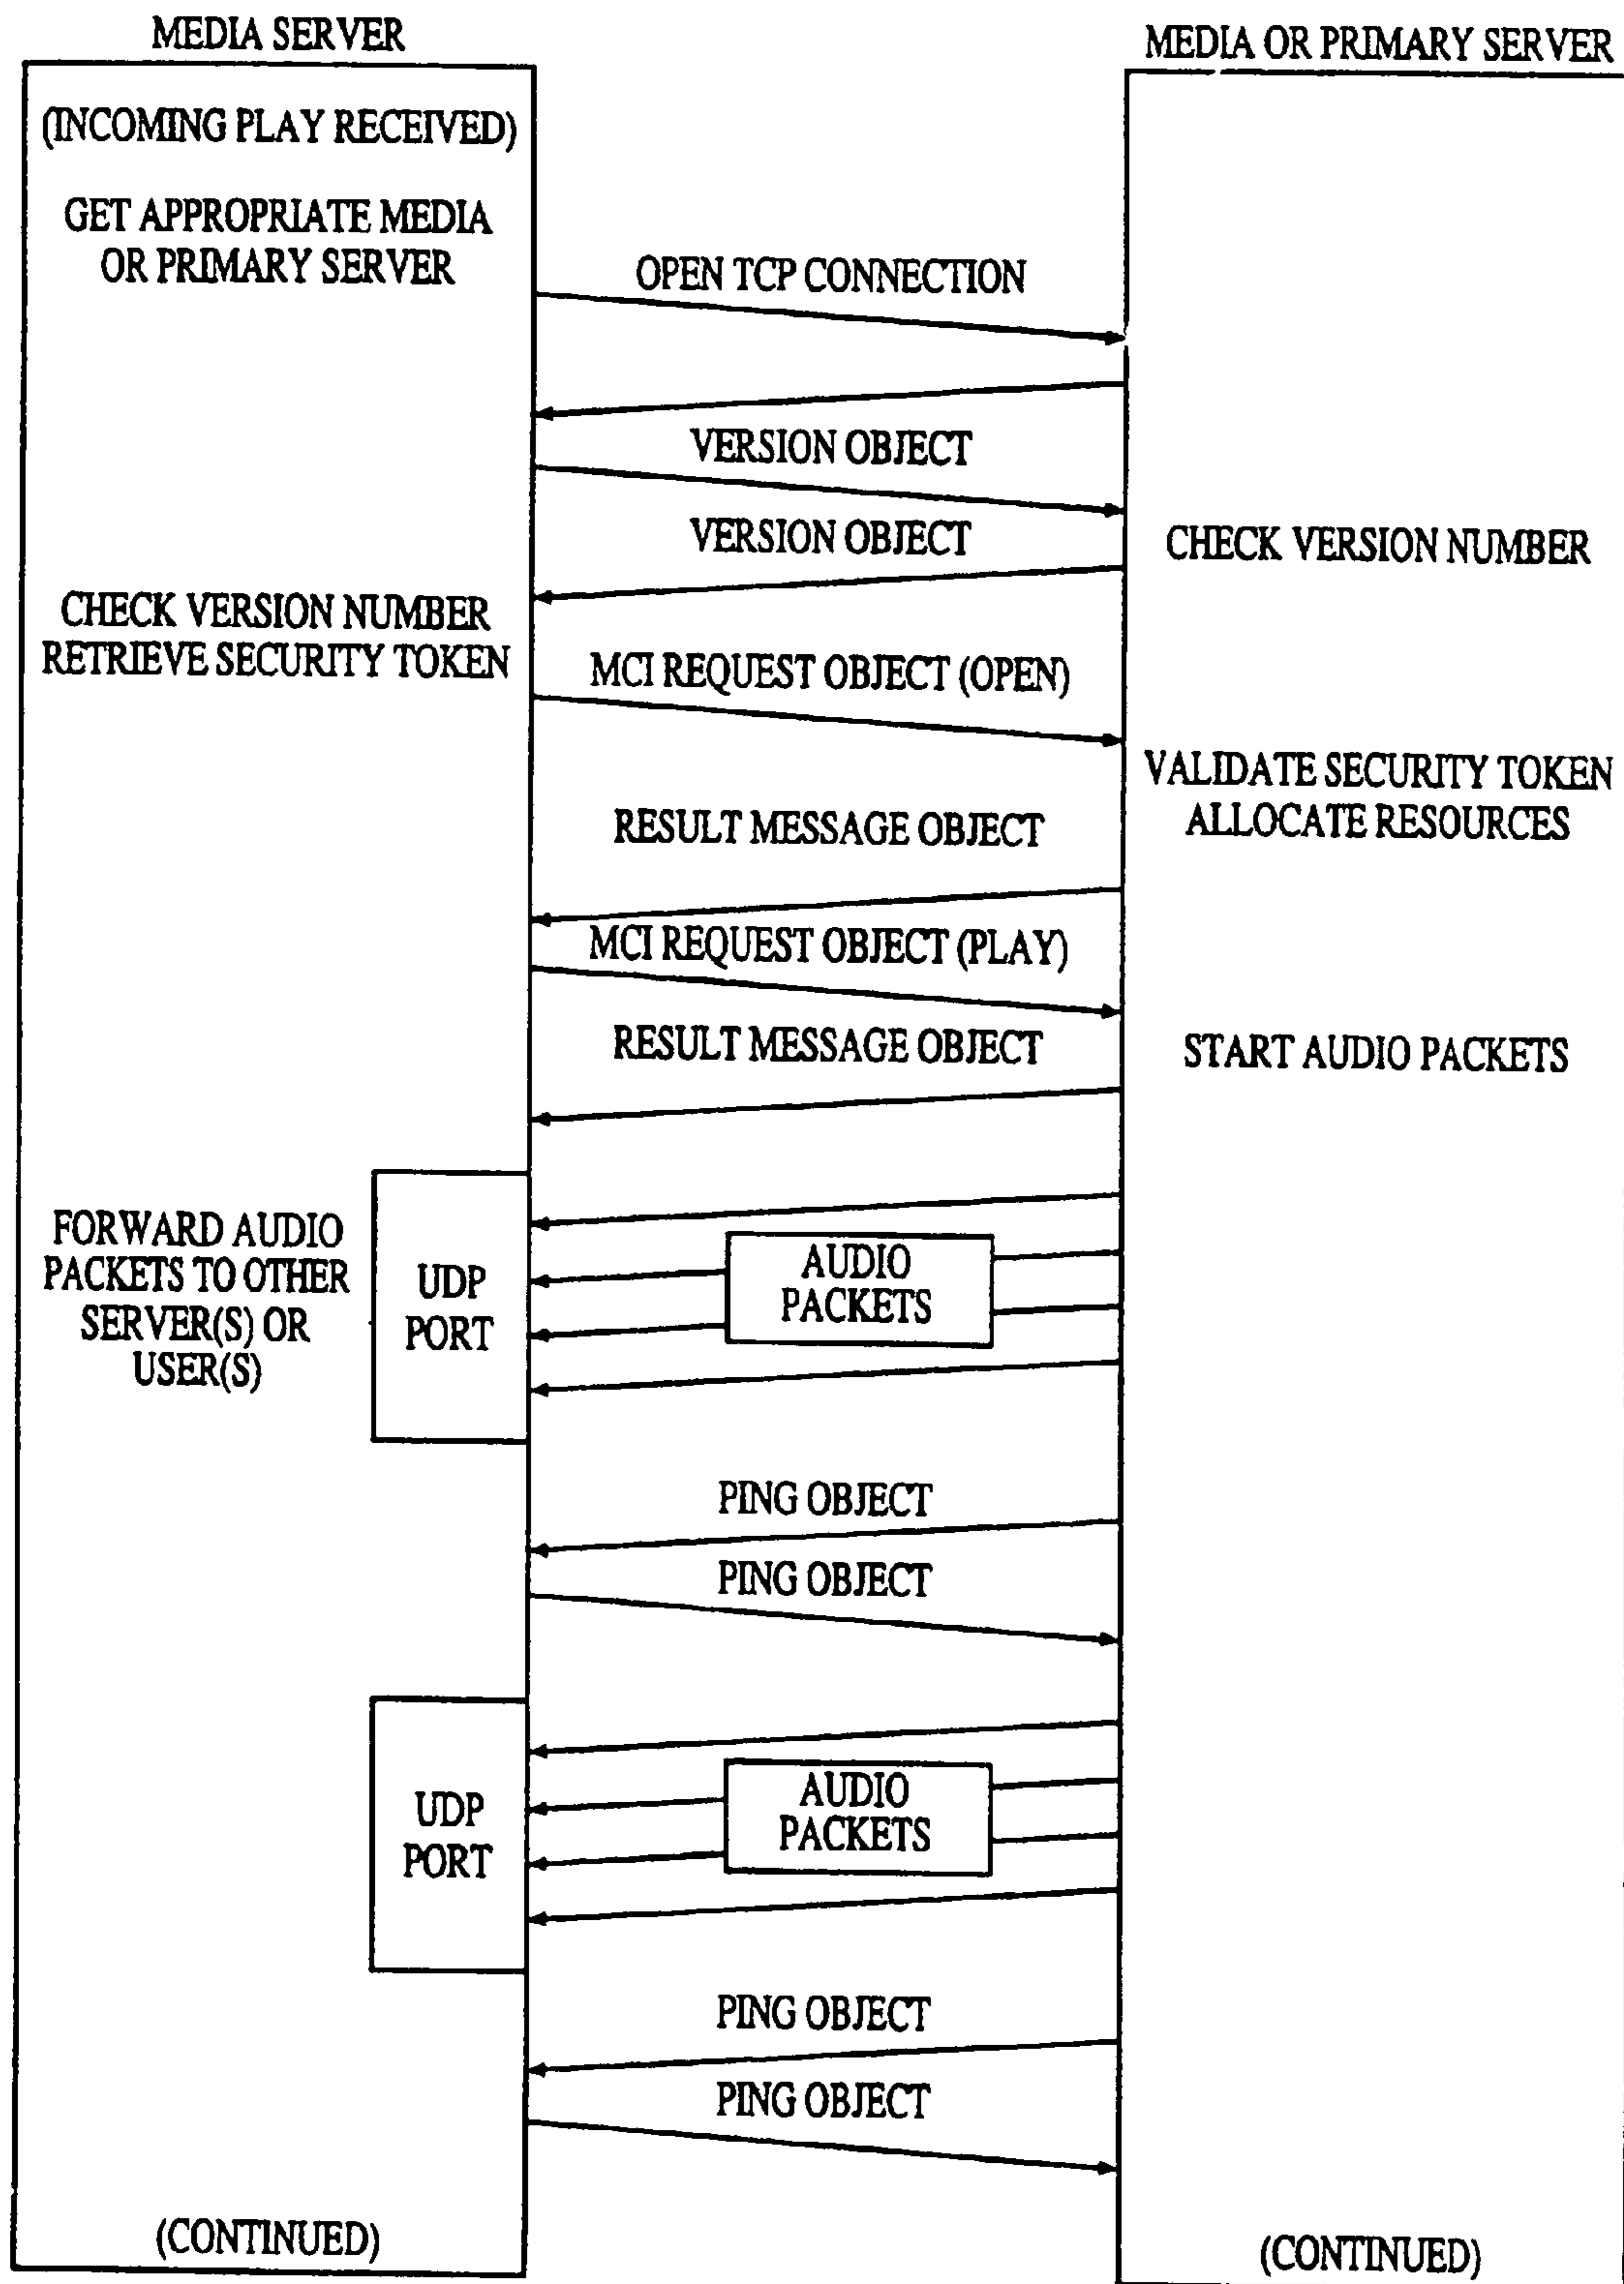 MEDIA SERVER
MEDIA OR PRIMARY SERVER
(INCOMING PLAY RECEIVED)
GET APPROPRIATE MEDIA
OR PRIMARY SERVER
OPEN TCP CONNECTION
VERSION OBJECT
VERSION OBJECT
CHECK VERSION NUMBER
CHECK VERSION NUMBER
RETRIEVE SECURITY TOKEN
MCI REQUEST OBJECT (OPEN)
VALIDATE SECURITY TOKEN
ALLOCATE RESOURCES
RESULT MESSAGE OBJECT
MCI REQUEST OBJECT (PLAY)
RESULT MESSAGE OBJECT
START AUDIO PACKETS
FORWARD AUDIO
PACKETS TO OTHER
SERVER(S) OR
USER(S)
UDP
PORT
AUDIO
PACKETS
PING OBJECT
PING OBJECT
UDP
PORT
AUDIO
PACKETS
PING OBJECT
PING OBJECT
(CONTINUED)
(CONTINUED)